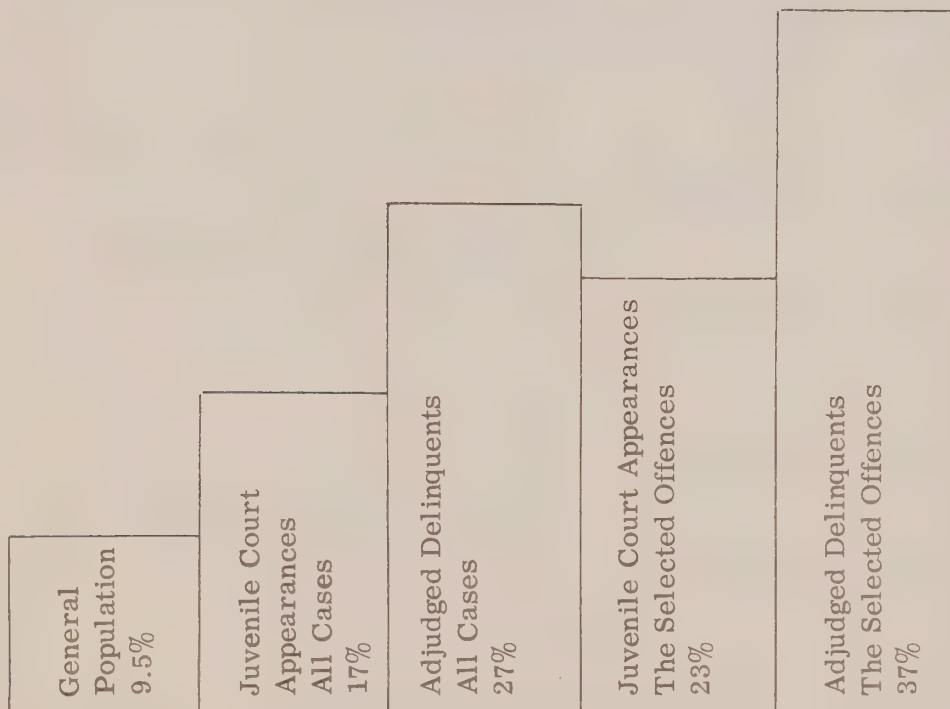 General
Population
9.5%
Juvenile Court
Appearances
All Cases
17%
Adjudged Delinquents
All Cases
27%
Juvenile Court Appearances
The Selected Offences
23%
Adjudged Delinquents
The Selected Offences
37%